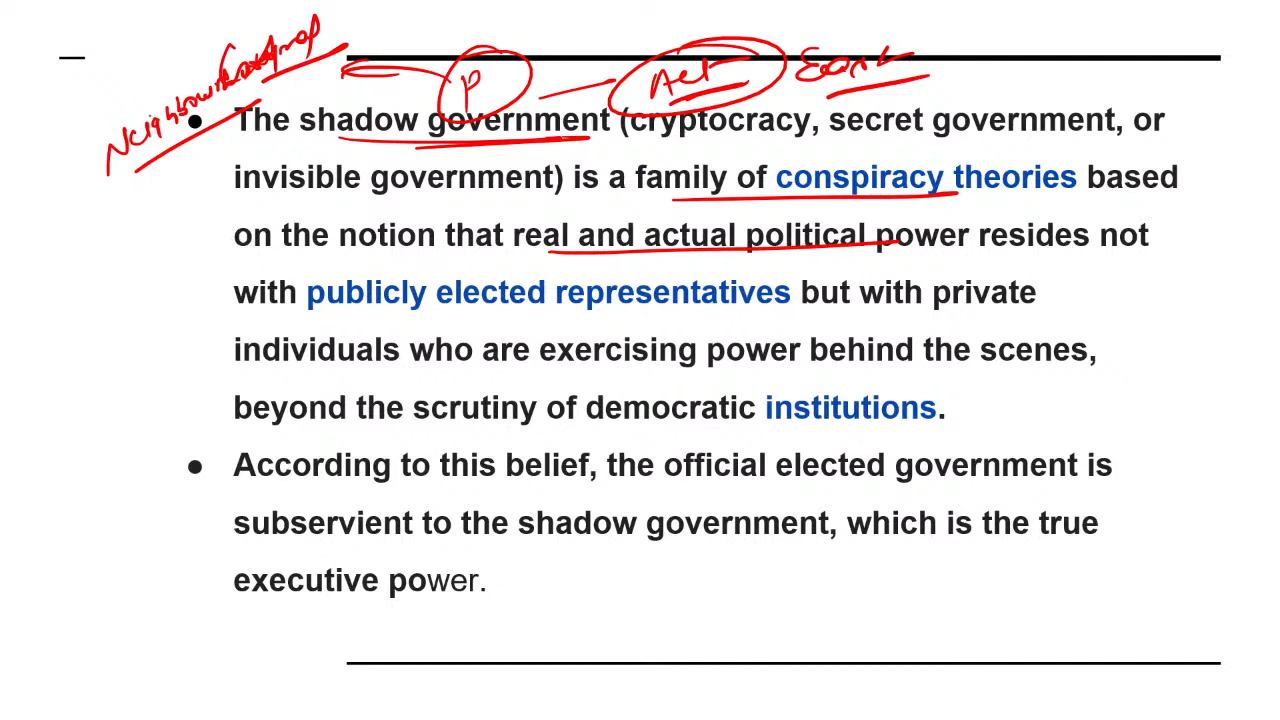 P
Act
● The shadow government (cryptocracy, secret government, or
invisible government) is a family of conspiracy theories based
on the notion that real and actual political power resides not
with publicly elected representatives but with private
individuals who are exercising power behind the scenes,
beyond the scrutiny of democratic institutions.
● According to this belief, the official elected government is
subservient to the shadow government, which is the true
executive power.